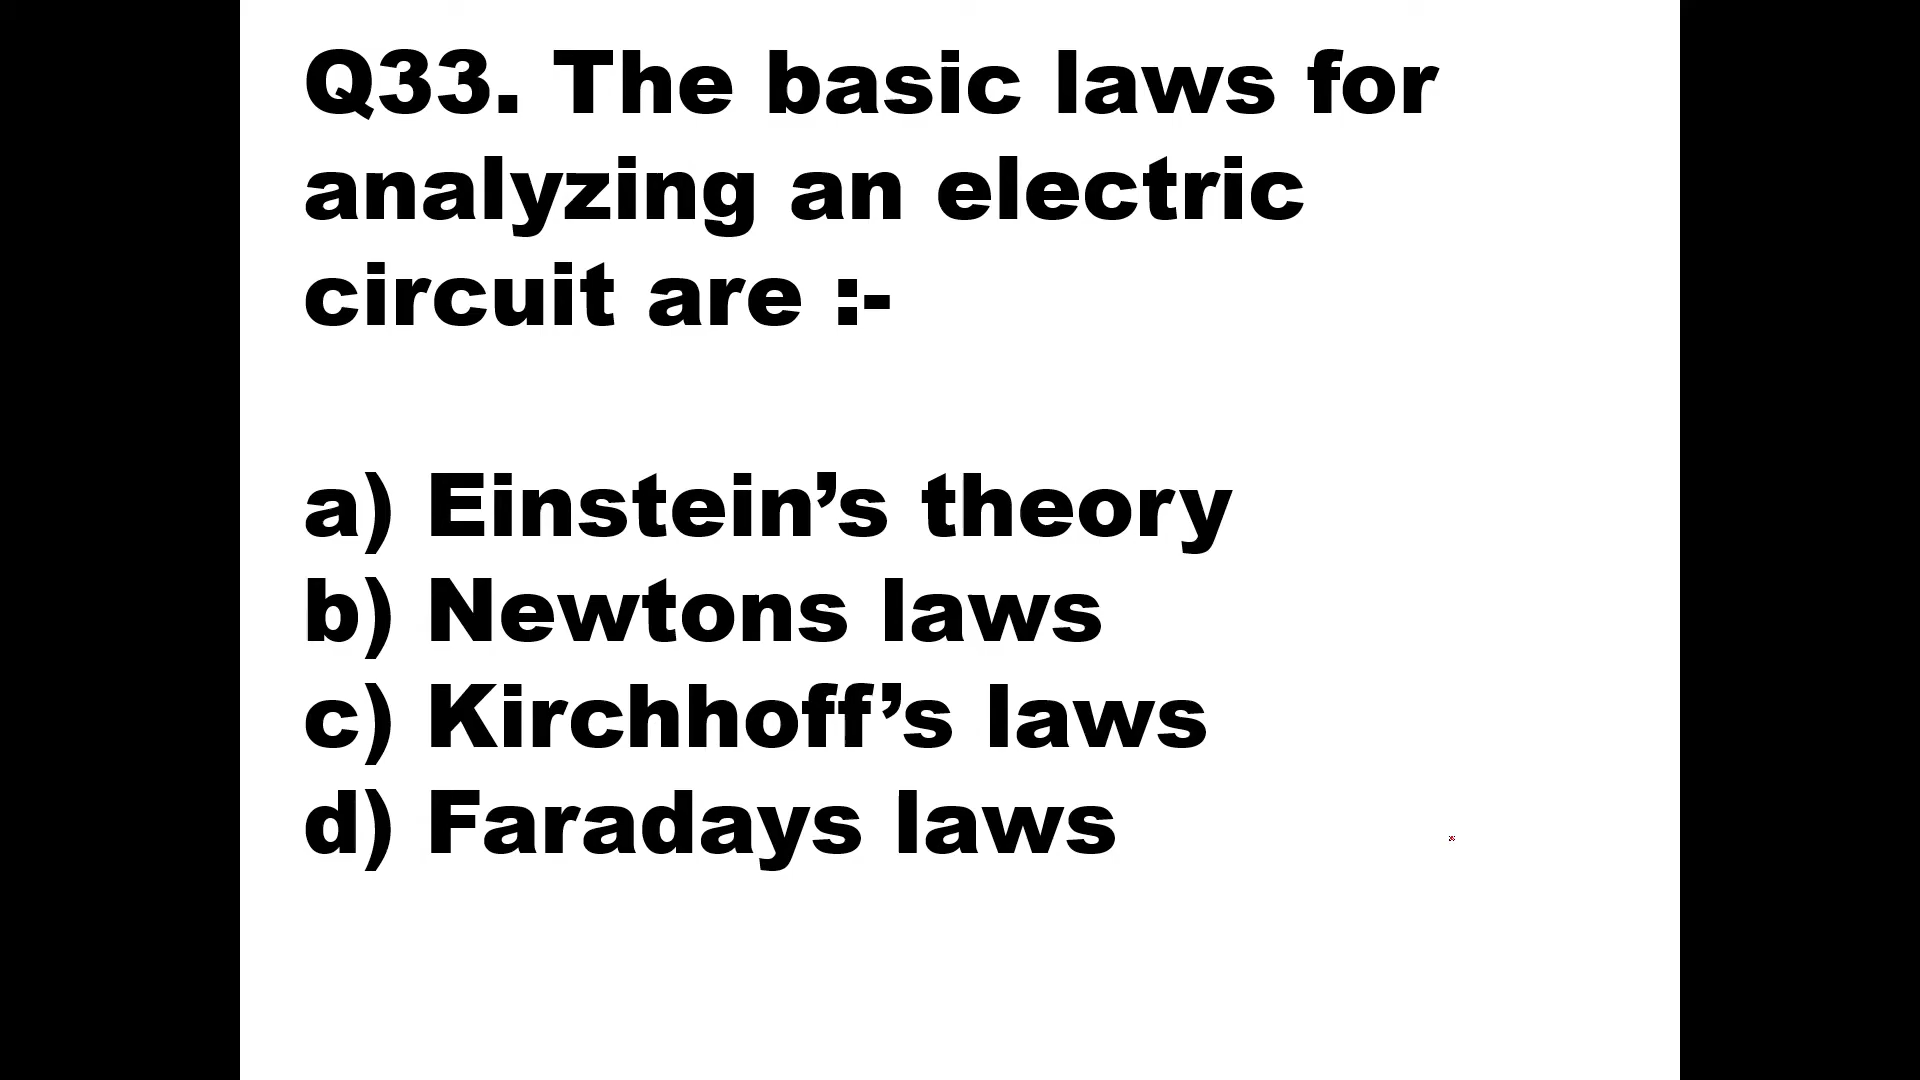 Q33. The basic laws for
analyzing an electric
circuit are :-
a) Einstein’s theory
b) Newtons laws
c) Kirchhoff’s laws
d) Faradays laws